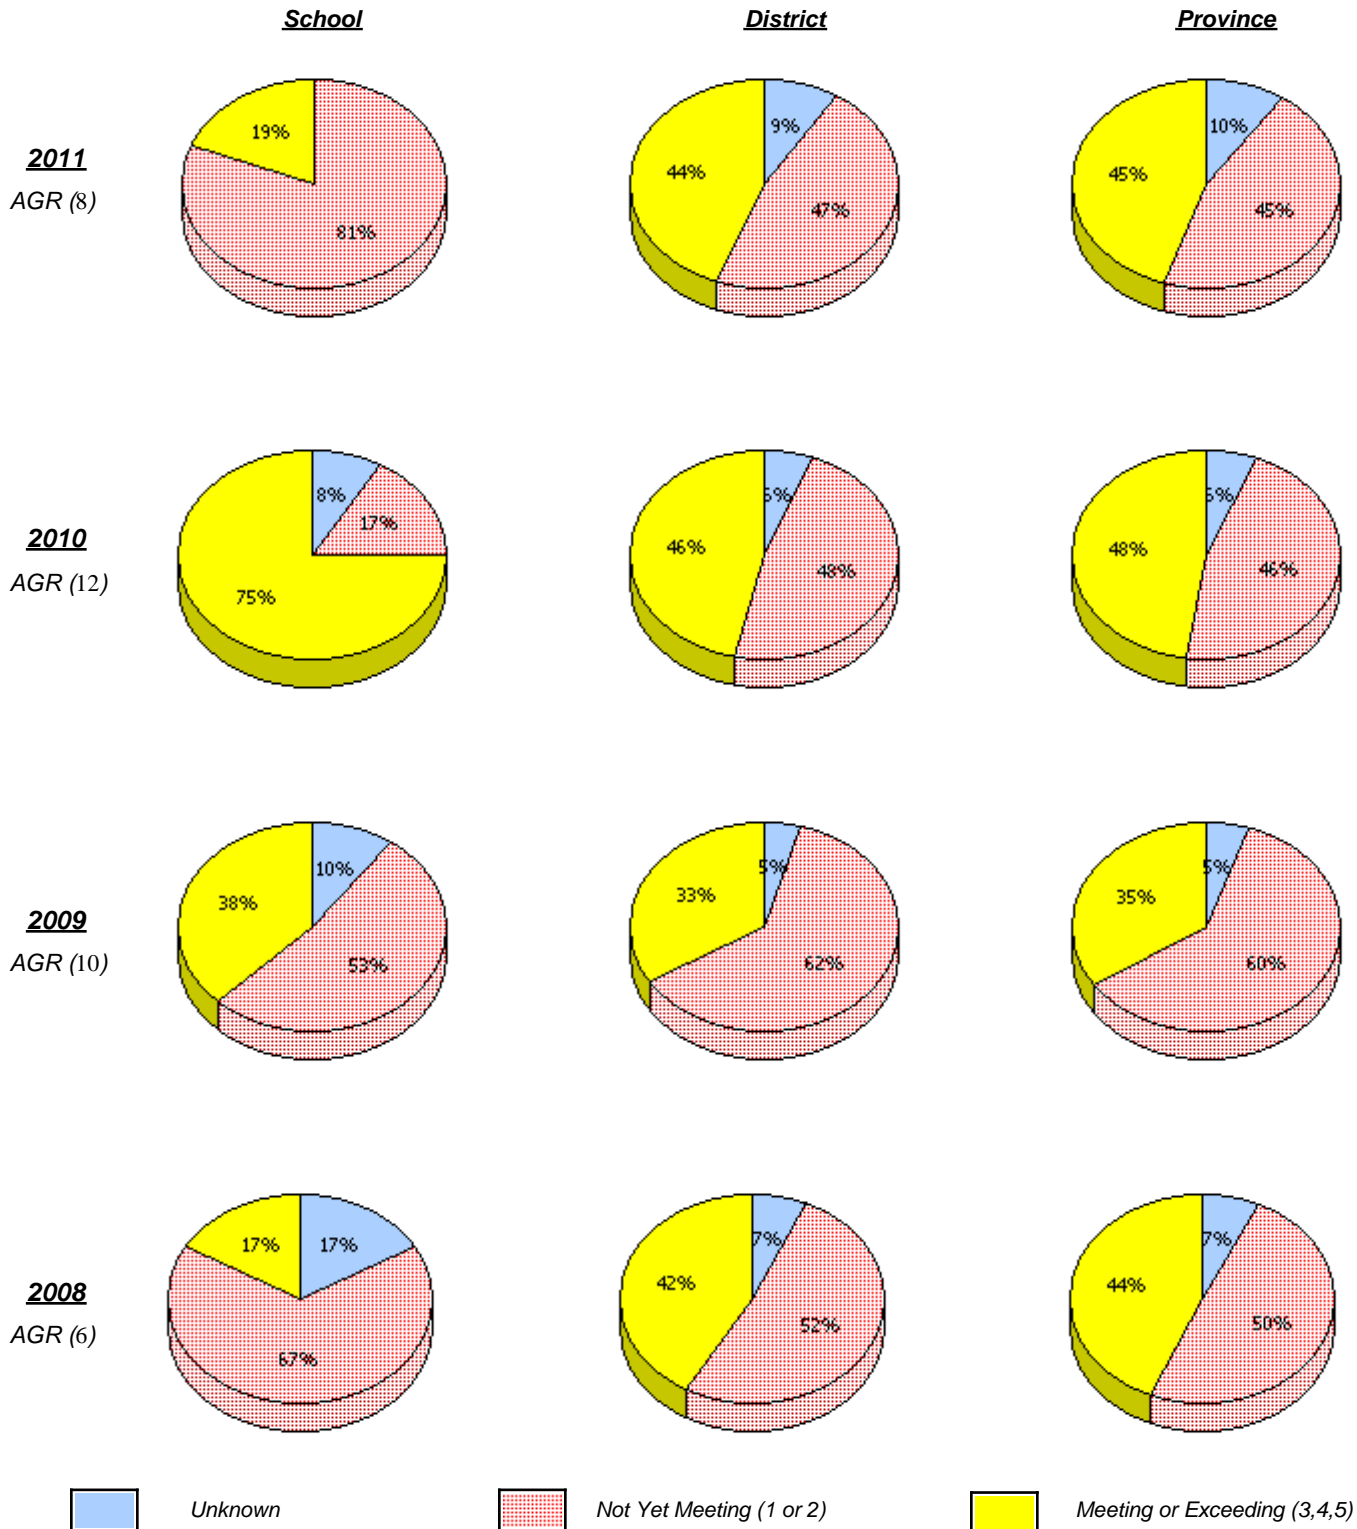 School District Province
19% 9% 10%
2011
44% 45%
AGR (8)
47% 45%
81%
8%
17%
2010
46% 48% 48% 46%
AGR (12)
75%
10% 5% 5%
38% 33% 35%
2009
AGR (10)
53% 62% 60%
17% 17% 7% 7%
42% 44%
2008
AGR (6)
52% 50%
67%
Unknown Not Yet Meeting (1 or 2) Meeting or Exceeding (3,4,5)